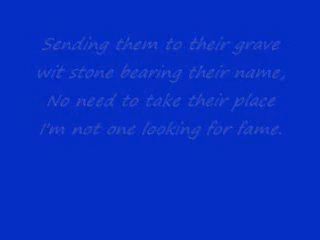 Sending them to their grave
wit stone bearing their name,
No need to take their place
I'm not one looking for fame.